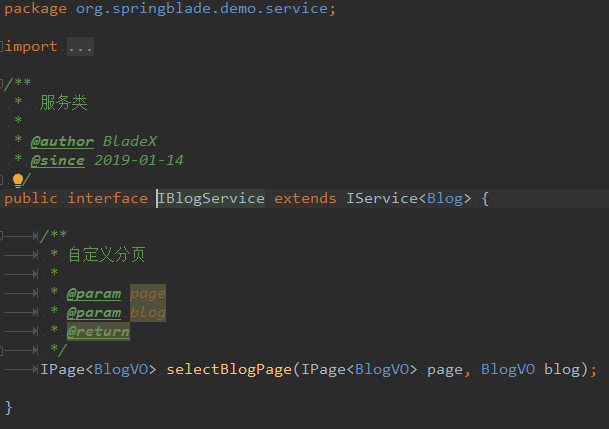 package org.springblade.demo.service;
import ...
/**
* 服务类
*
* @author BladeX
* @since 2019-01-14
*/
public interface IBlogService extends IService<Blog> {
/**
* 自定义分页
*
* @param page
* @param blog
* @return
*/
IPage<BlogVO> selectBlogPage(IPage<BlogVO> page, BlogVO blog);
}